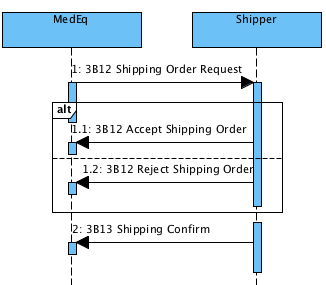 MedEq
Shipper
1: 3B12 Shipping Order Request
alt
1.1: 3B12 Accept Shipping Order
1.2: 3B12 Reject Shipping Order
2: 3B13 Shipping Confirm